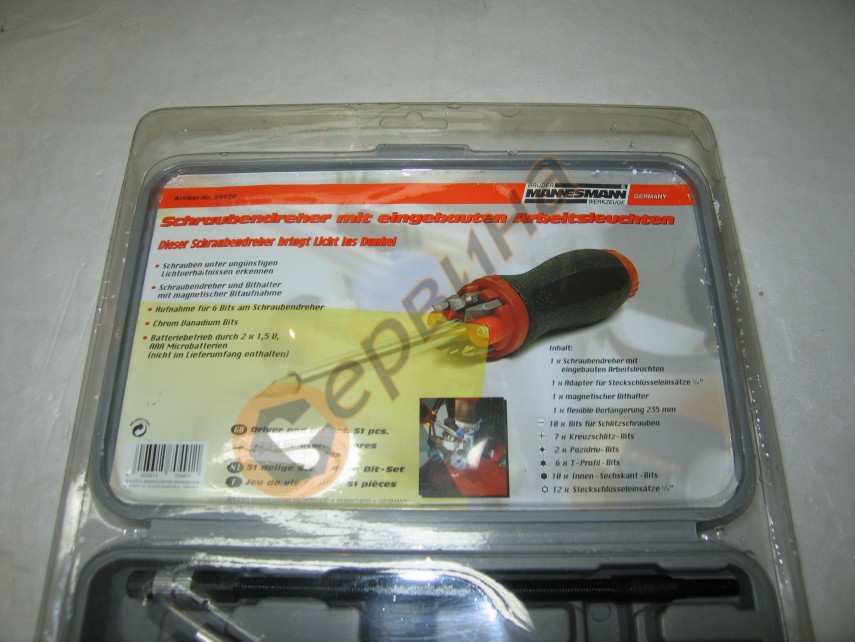 BRÜDER
MANNESMANN
WERKZEUGE
GERMANY
Schraubendreher mit eingebauten Arbeitsleuchten
Dieser Schraubendreher bringt Licht ins Dunkel
• Schrauben unter ungünstigen
Lichtverhältnissen erkennen
• Schraubendreher und Bithalter
mit magnetischer Bitaufnahme
• Aufnahme für 6 Bits am Schraubendreher
• Chrom Vanadium Bits
• Batteriebetrieb durch 2 x 1,5 V,
AAA Microbatterien
(nicht im Lieferumfang enthalten)
Inhalt:
1 x Schraubendreher mit
eingebauten Arbeitsleuchten
1 x Adapter für Steckschlüsseleinsätze ¼"
1 x magnetischer Bithalter
1 x flexible Verlängerung 235 mm
10 x Bits für Schlitzschrauben
7 x Kreuzschlitz-Bits
2 x Pozidriv-Bits
6 x T-Profil-Bits
10 x Innen-Sechskant-Bits
12 x Steckschlüsseleinsätze ¼"
GB Driver and 51 pcs.
NL 51 delige Bit-Set
F Jeu de 51 pièces
Сервина